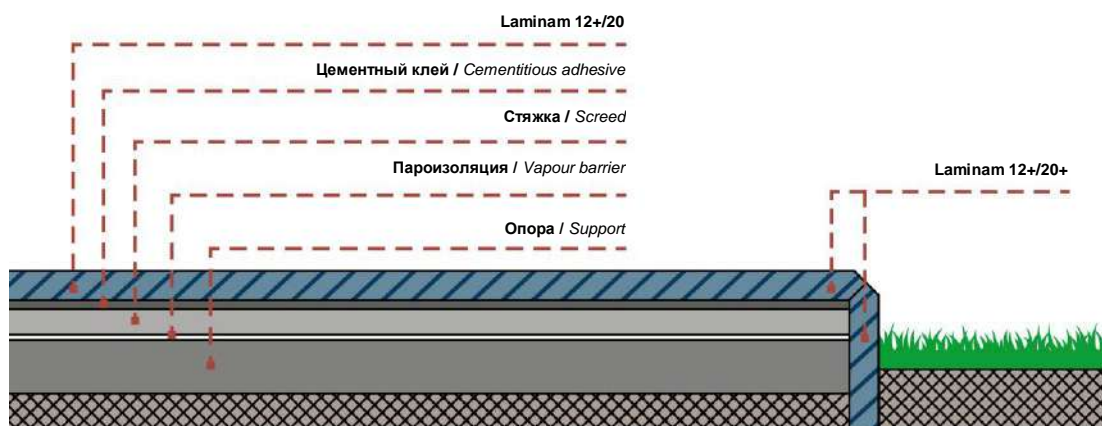 Laminam 12+/20
Цементный клей / Cementitious adhesive
Стяжка / Screed
Пароизоляция / Vapour barrier
Laminam 12+/20+
Опора / Support